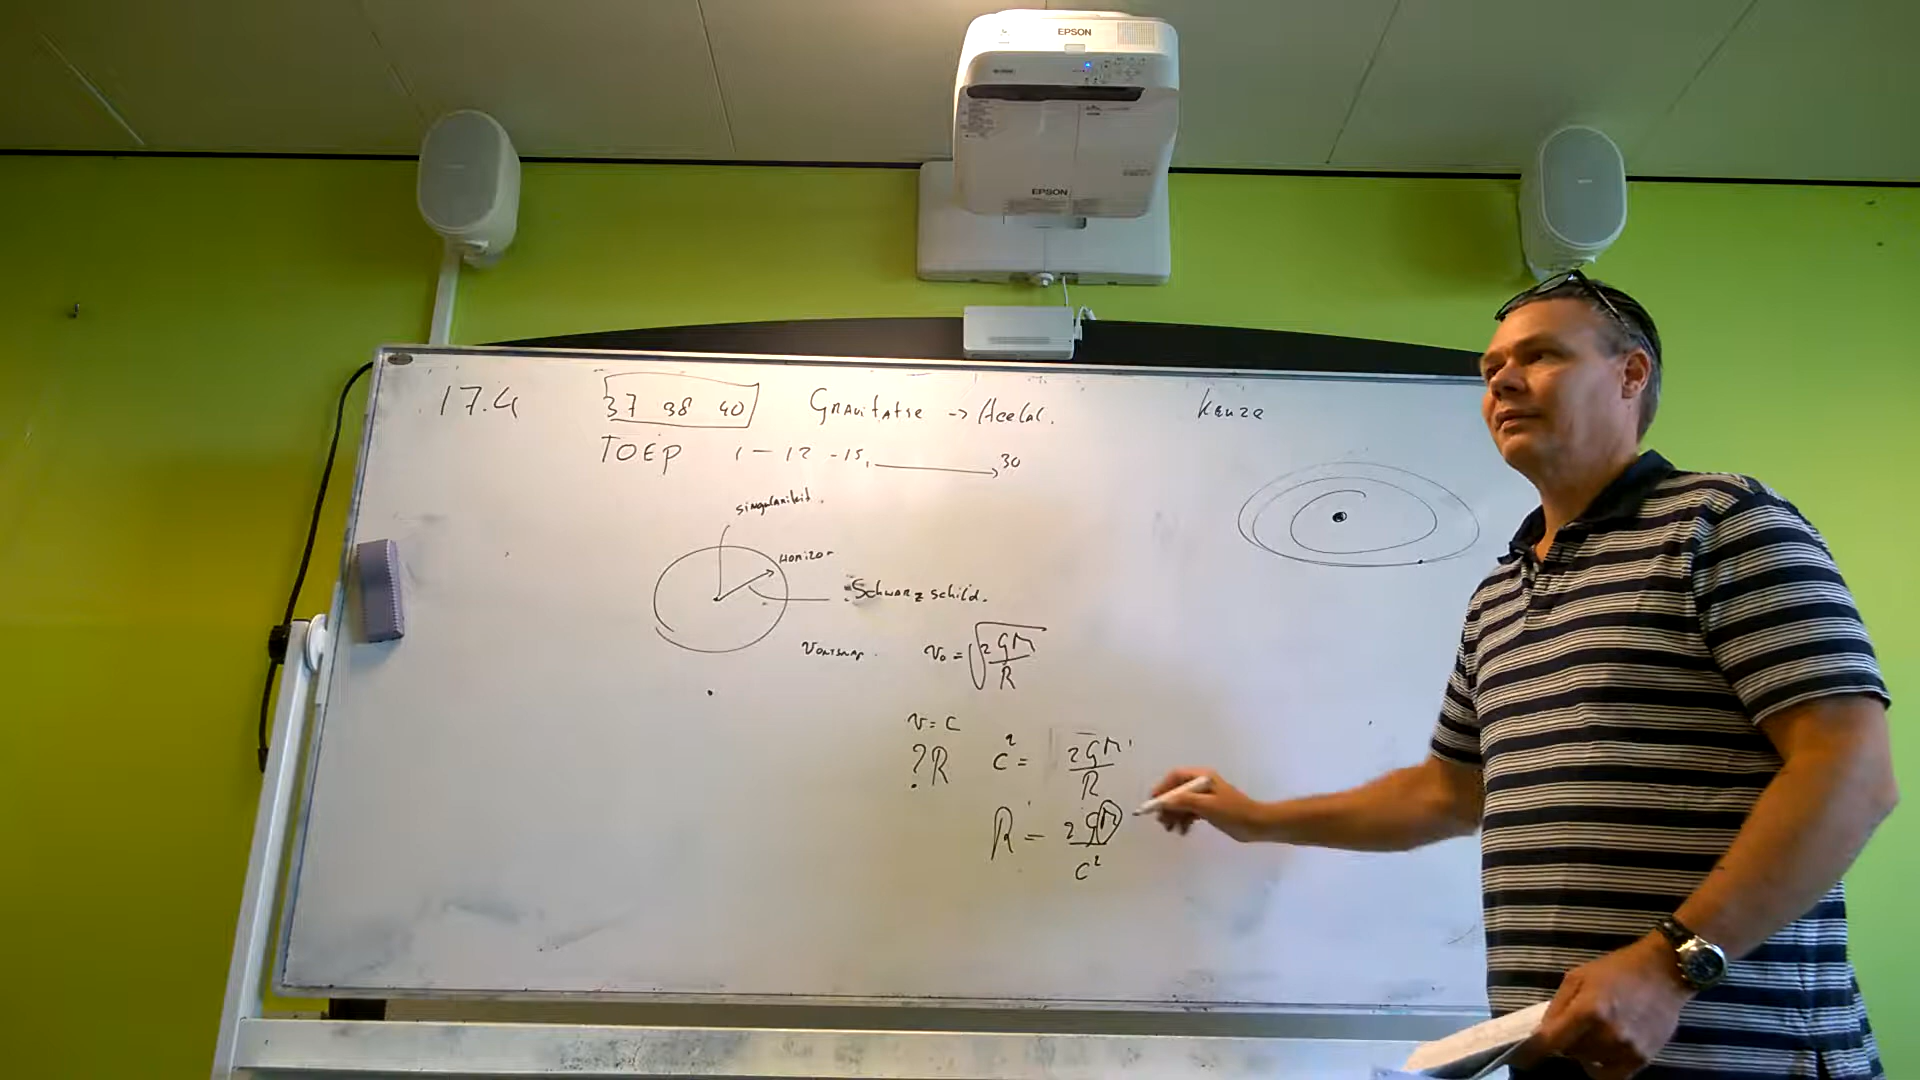 EPSON
EPSON
17.4 37 38 40 Gravitatie → Heelal. keuze
TOEP 1 — 12 - 15, → 30
singulariteit.
Horizon
Schwarzschild.
v₀ = √(2GM/R)
v = c
?R c² = 2GM/R
R = 2GM/c²